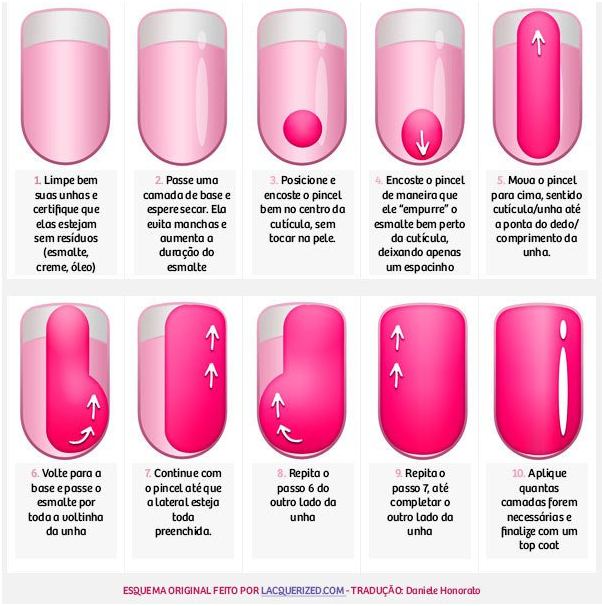 1. Limpe bem
suas unhas e
certifique que
elas estejam
sem resíduos
(esmalte,
creme, óleo)
2. Passe uma
camada de base e
espere secar. Ela
evita manchas e
aumenta a
duração do
esmalte
3. Posicione e
encoste o pincel
bem no centro da
cutícula, sem
tocar na pele.
4. Encoste o pincel
de maneira que
ele “empurre” o
esmalte bem perto
da cutícula,
deixando apenas
um espacinho
5. Mova o pincel
para cima, sentido
cutícula/unha até
a ponta do dedo/
comprimento da
unha.
6. Volte para a
base e passe o
esmalte por
toda a voltinha
da unha
7. Continue com
o pincel até que
a lateral esteja
toda
preenchida.
8. Repita o
passo 6 do
outro lado da
unha
9. Repita o
passo 7, até
completar o
outro lado da
unha
10. Aplique
quantas
camadas forem
necessárias e
finalize com um
top coat
ESQUEMA ORIGINAL FEITO POR LACQUERIZED.COM - TRADUÇÃO: Daniele Honorato